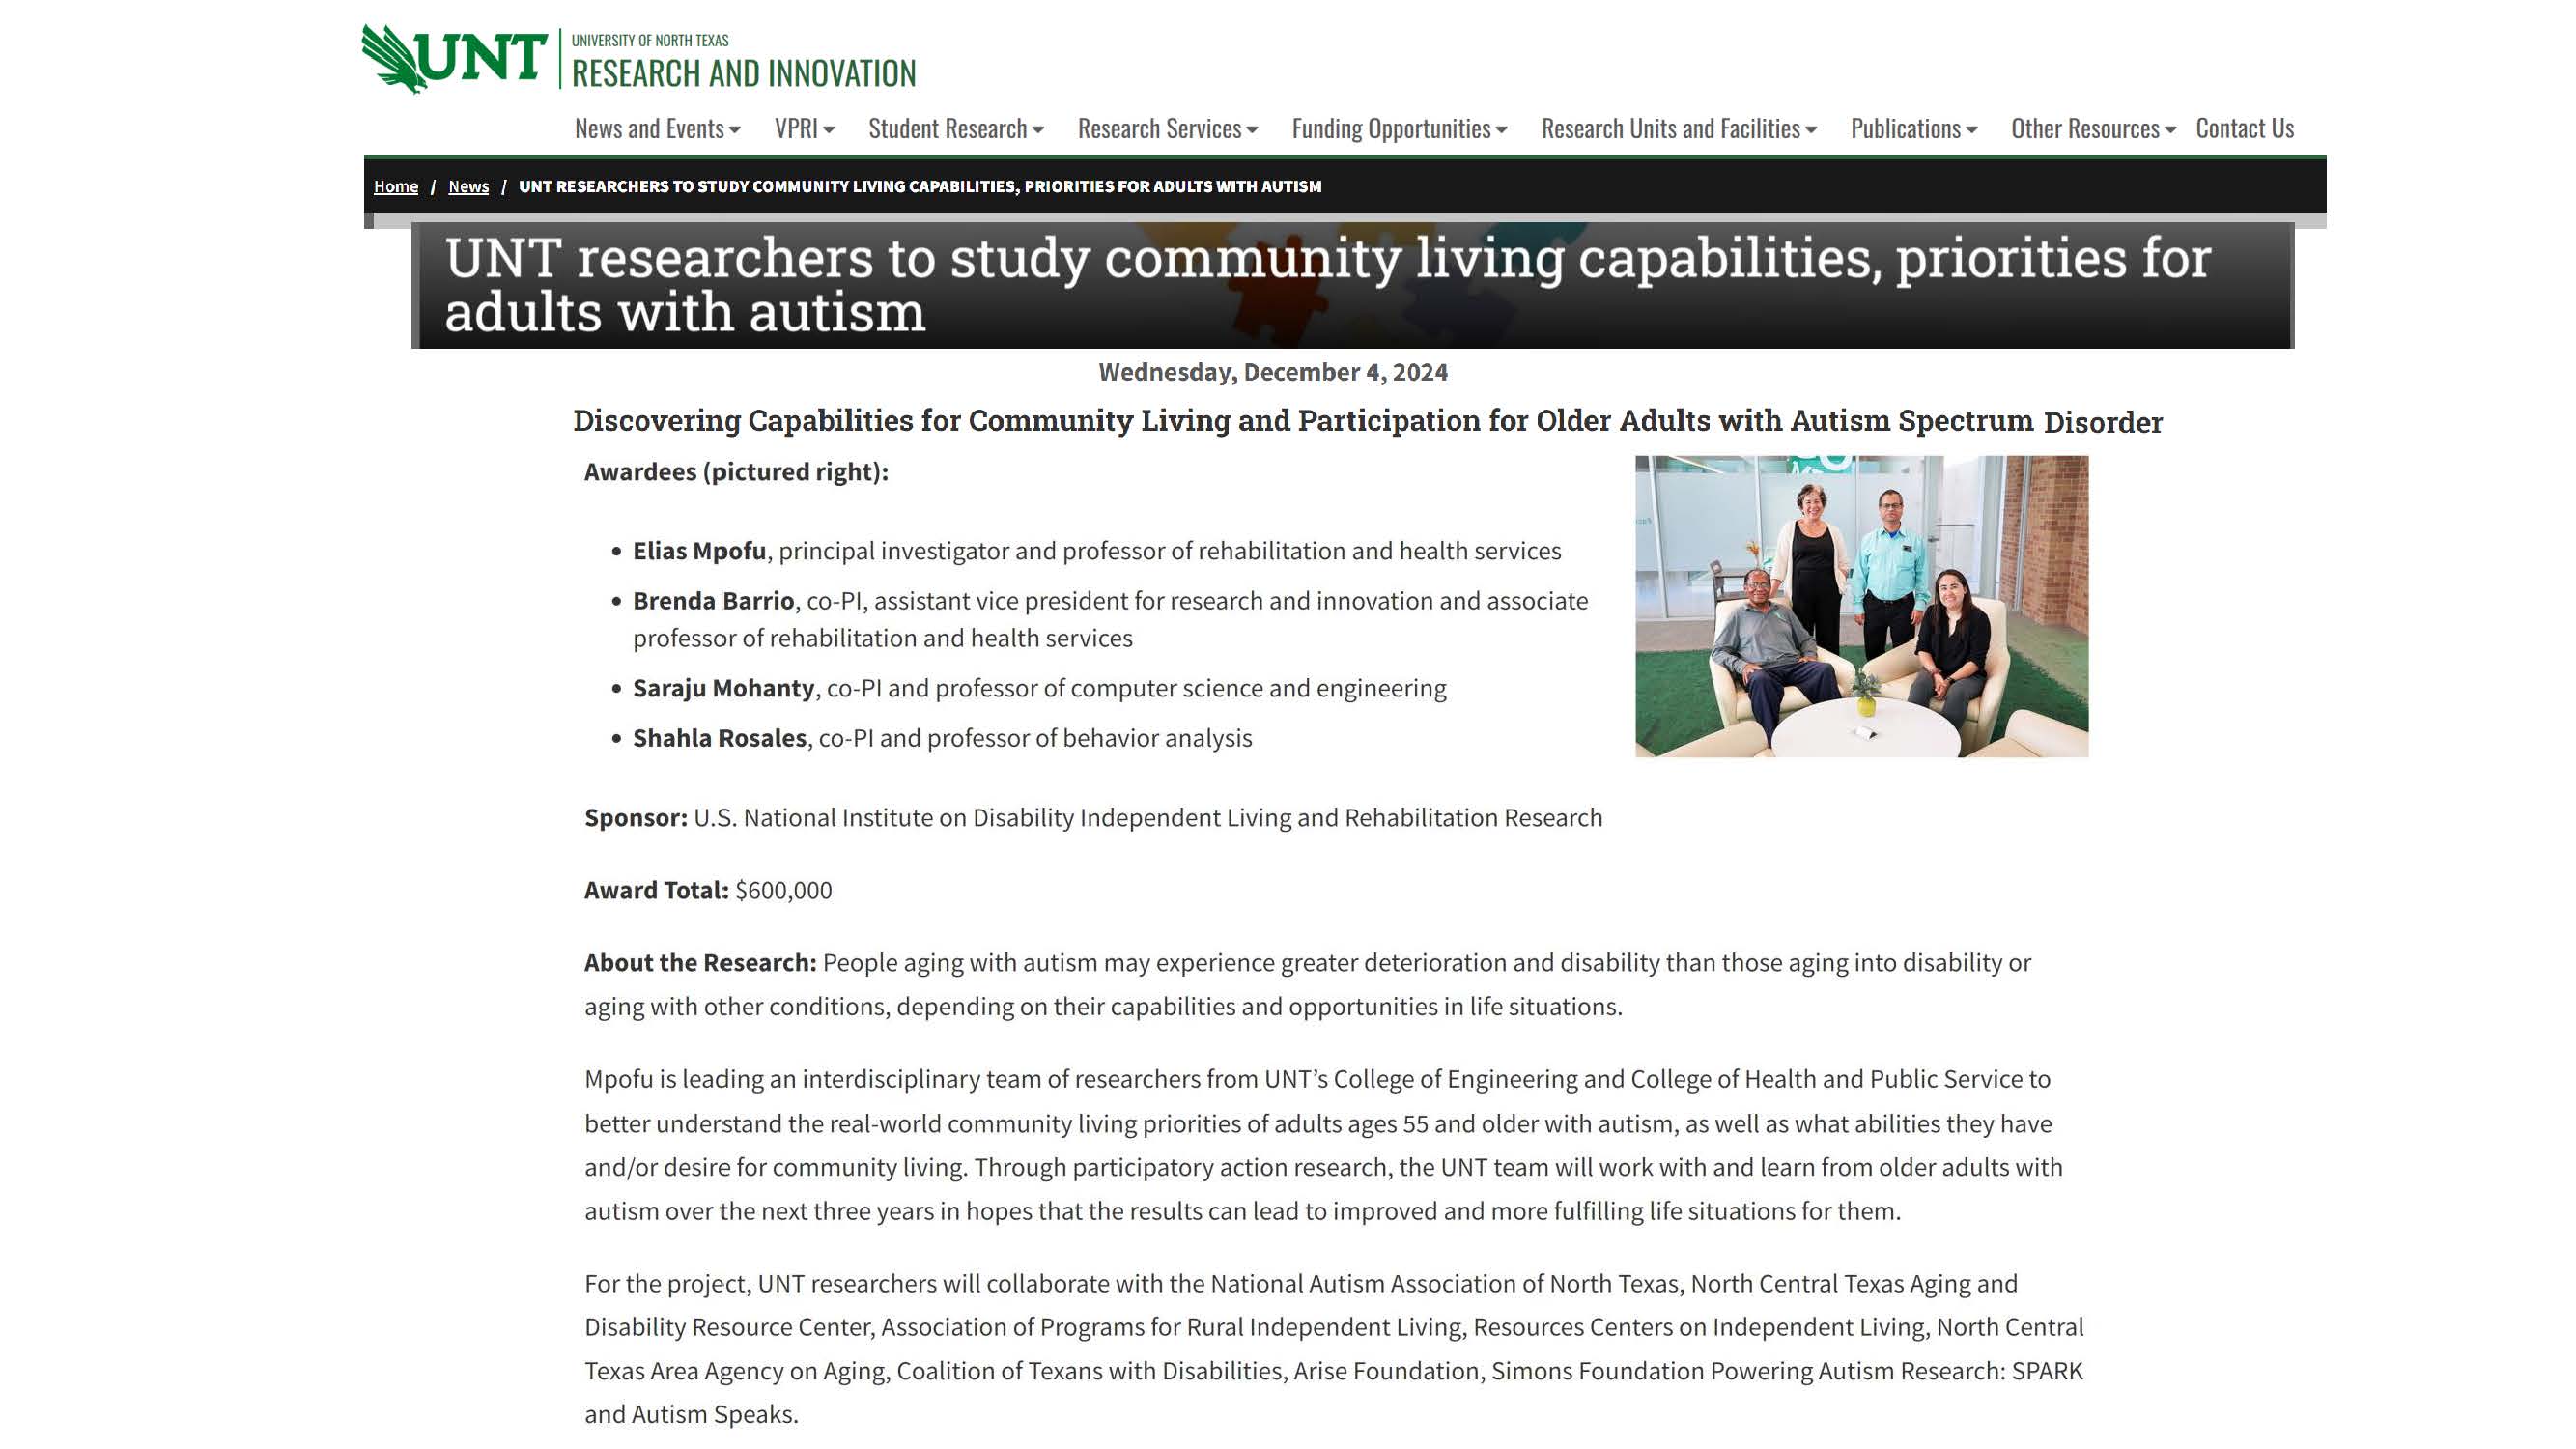 UNT
UNIVERSITY OF NORTH TEXAS
RESEARCH AND INNOVATION
News and Events VPRI Student Research Research Services Funding Opportunities Research Units and Facilities Publications Other Resources Contact Us
Home / News / UNT RESEARCHERS TO STUDY COMMUNITY LIVING CAPABILITIES, PRIORITIES FOR ADULTS WITH AUTISM
UNT researchers to study community living capabilities, priorities for
adults with autism
Wednesday, December 4, 2024
Discovering Capabilities for Community Living and Participation for Older Adults with Autism Spectrum Disorder
Awardees (pictured right):
• Elias Mpofu, principal investigator and professor of rehabilitation and health services
• Brenda Barrio, co-PI, assistant vice president for research and innovation and associate
professor of rehabilitation and health services
• Saraju Mohanty, co-PI and professor of computer science and engineering
• Shahla Rosales, co-PI and professor of behavior analysis
Sponsor: U.S. National Institute on Disability Independent Living and Rehabilitation Research
Award Total: $600,000
About the Research: People aging with autism may experience greater deterioration and disability than those aging into disability or
aging with other conditions, depending on their capabilities and opportunities in life situations.
Mpofu is leading an interdisciplinary team of researchers from UNT’s College of Engineering and College of Health and Public Service to
better understand the real-world community living priorities of adults ages 55 and older with autism, as well as what abilities they have
and/or desire for community living. Through participatory action research, the UNT team will work with and learn from older adults with
autism over the next three years in hopes that the results can lead to improved and more fulfilling life situations for them.
For the project, UNT researchers will collaborate with the National Autism Association of North Texas, North Central Texas Aging and
Disability Resource Center, Association of Programs for Rural Independent Living, Resources Centers on Independent Living, North Central
Texas Area Agency on Aging, Coalition of Texans with Disabilities, Arise Foundation, Simons Foundation Powering Autism Research: SPARK
and Autism Speaks.